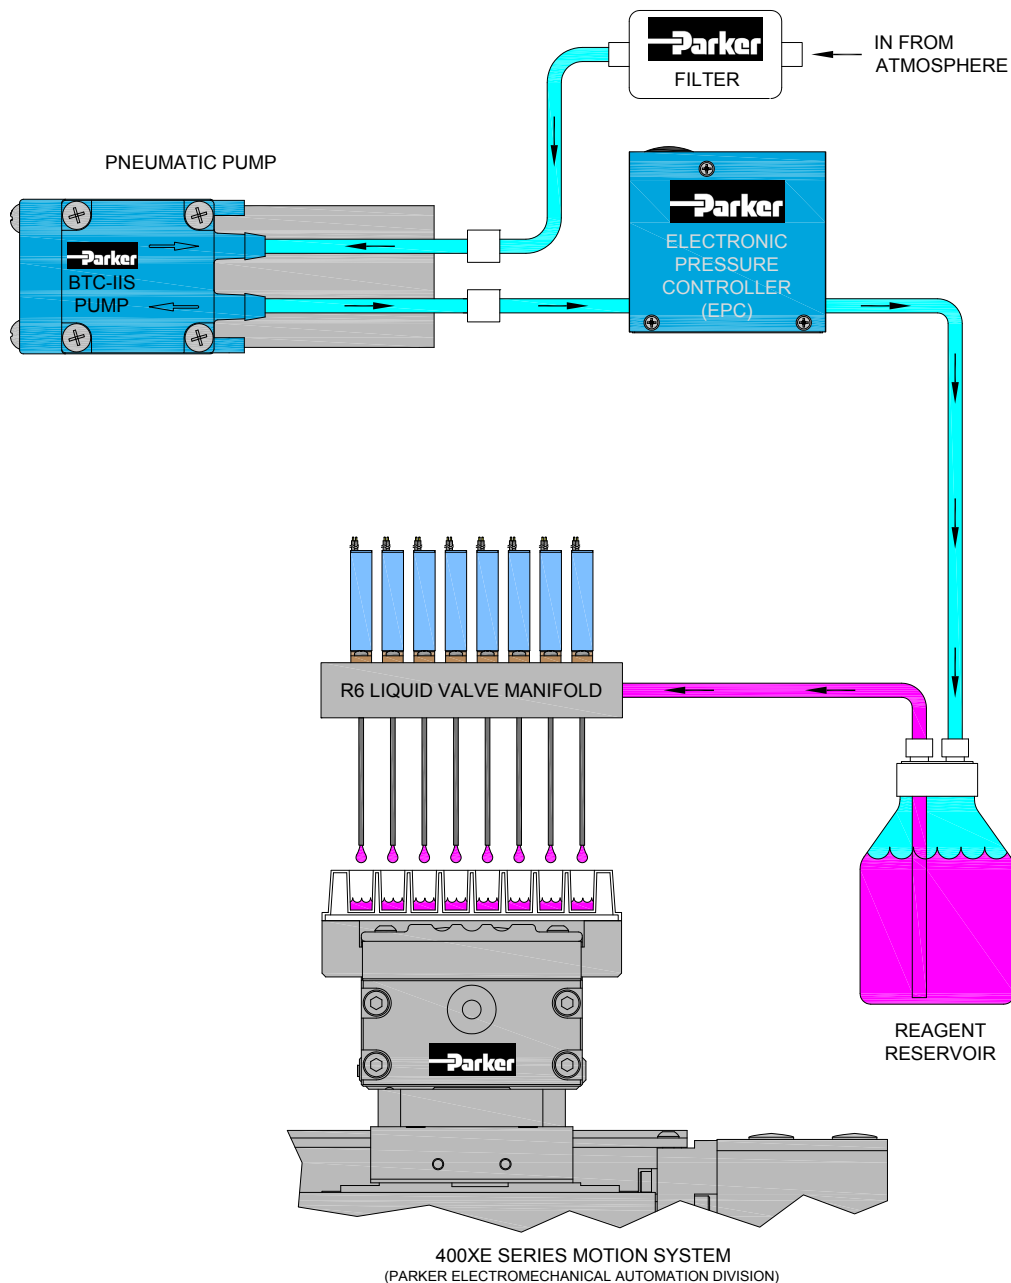 Parker
FILTER
IN FROM
ATMOSPHERE
PNEUMATIC PUMP
Parker
BTC-IIS
PUMP
Parker
ELECTRONIC
PRESSURE
CONTROLLER
(EPC)
R6 LIQUID VALVE MANIFOLD
REAGENT
RESERVOIR
Parker
400XE SERIES MOTION SYSTEM
(PARKER ELECTROMECHANICAL AUTOMATION DIVISION)